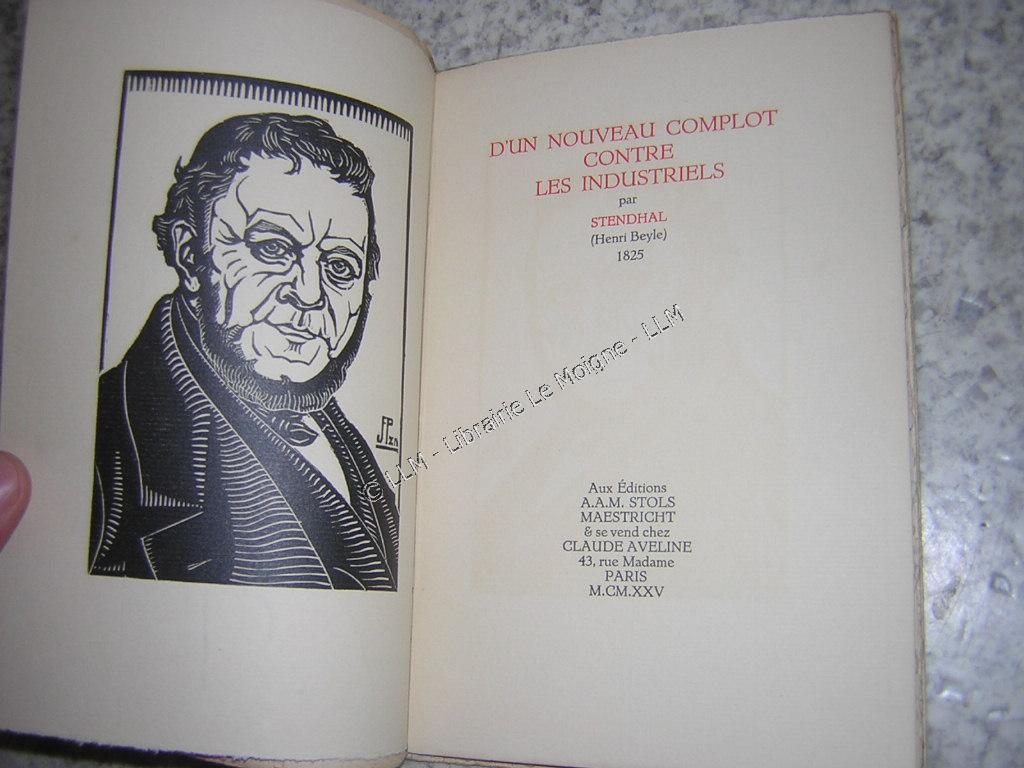 D'UN NOUVEAU COMPLOT
CONTRE
LES INDUSTRIELS
par
STENDHAL
(Henri Beyle)
1825
© LLM - Librairie Le Moigne - LLM
Aux Éditions
A.A.M. STOLS
MAESTRICHT
& se vend chez
CLAUDE AVELINE
43, rue Madame
PARIS
M.CM.XXV